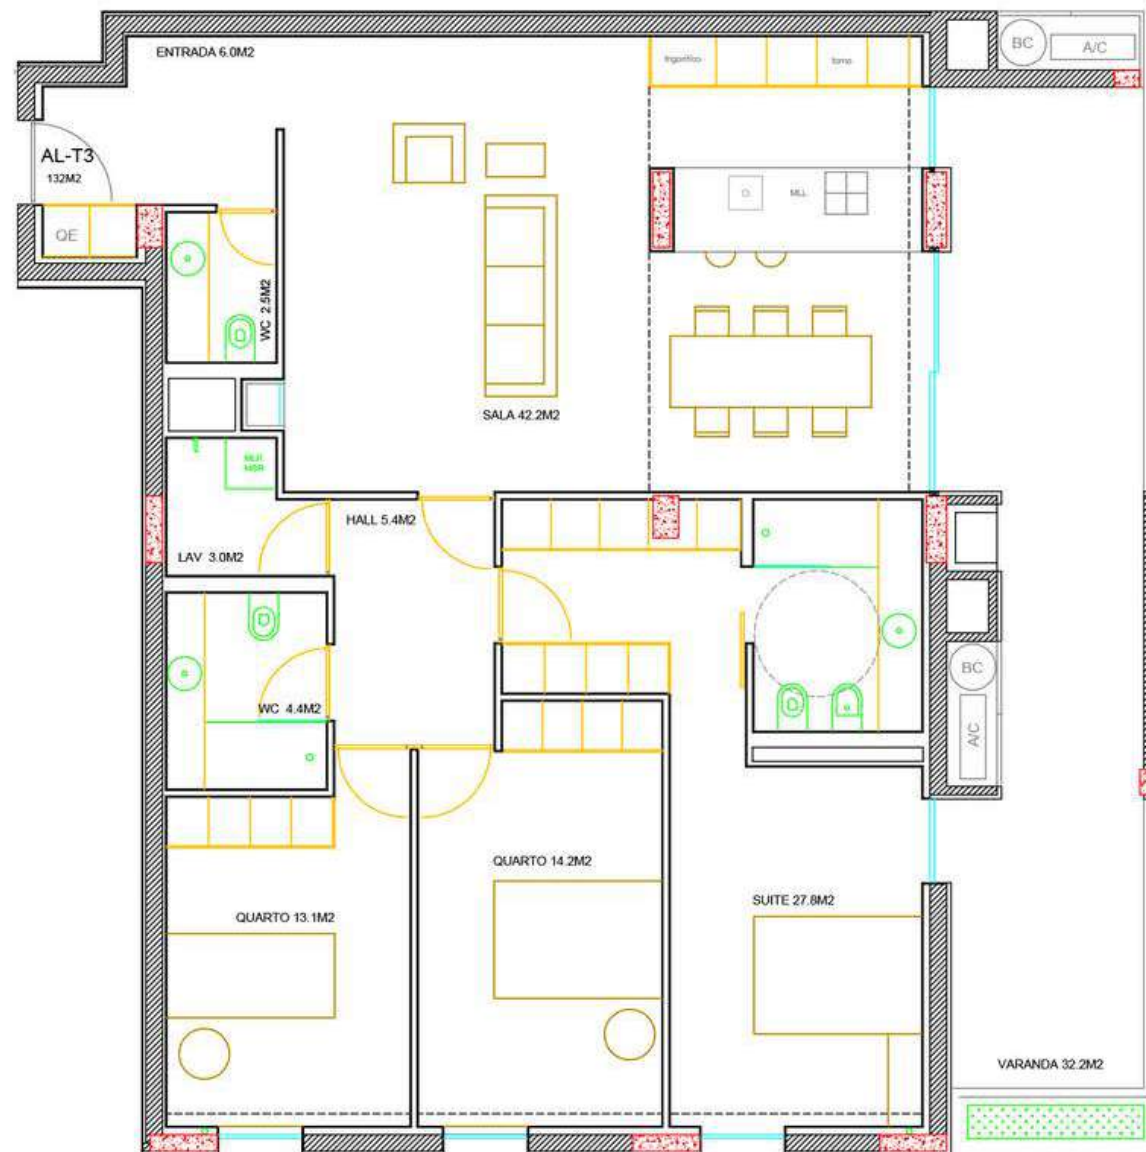 ENTRADA 6.0M2
frigorífico
forno
BC
A/C
AL-T3
132M2
MLL
QE
WC 2.5M2
SALA 42.2M2
MLR
MSR
HALL 5.4M2
LAV 3.0M2
BC
A/C
WC 4.4M2
QUARTO 14.2M2
SUITE 27.8M2
QUARTO 13.1M2
VARANDA 32.2M2